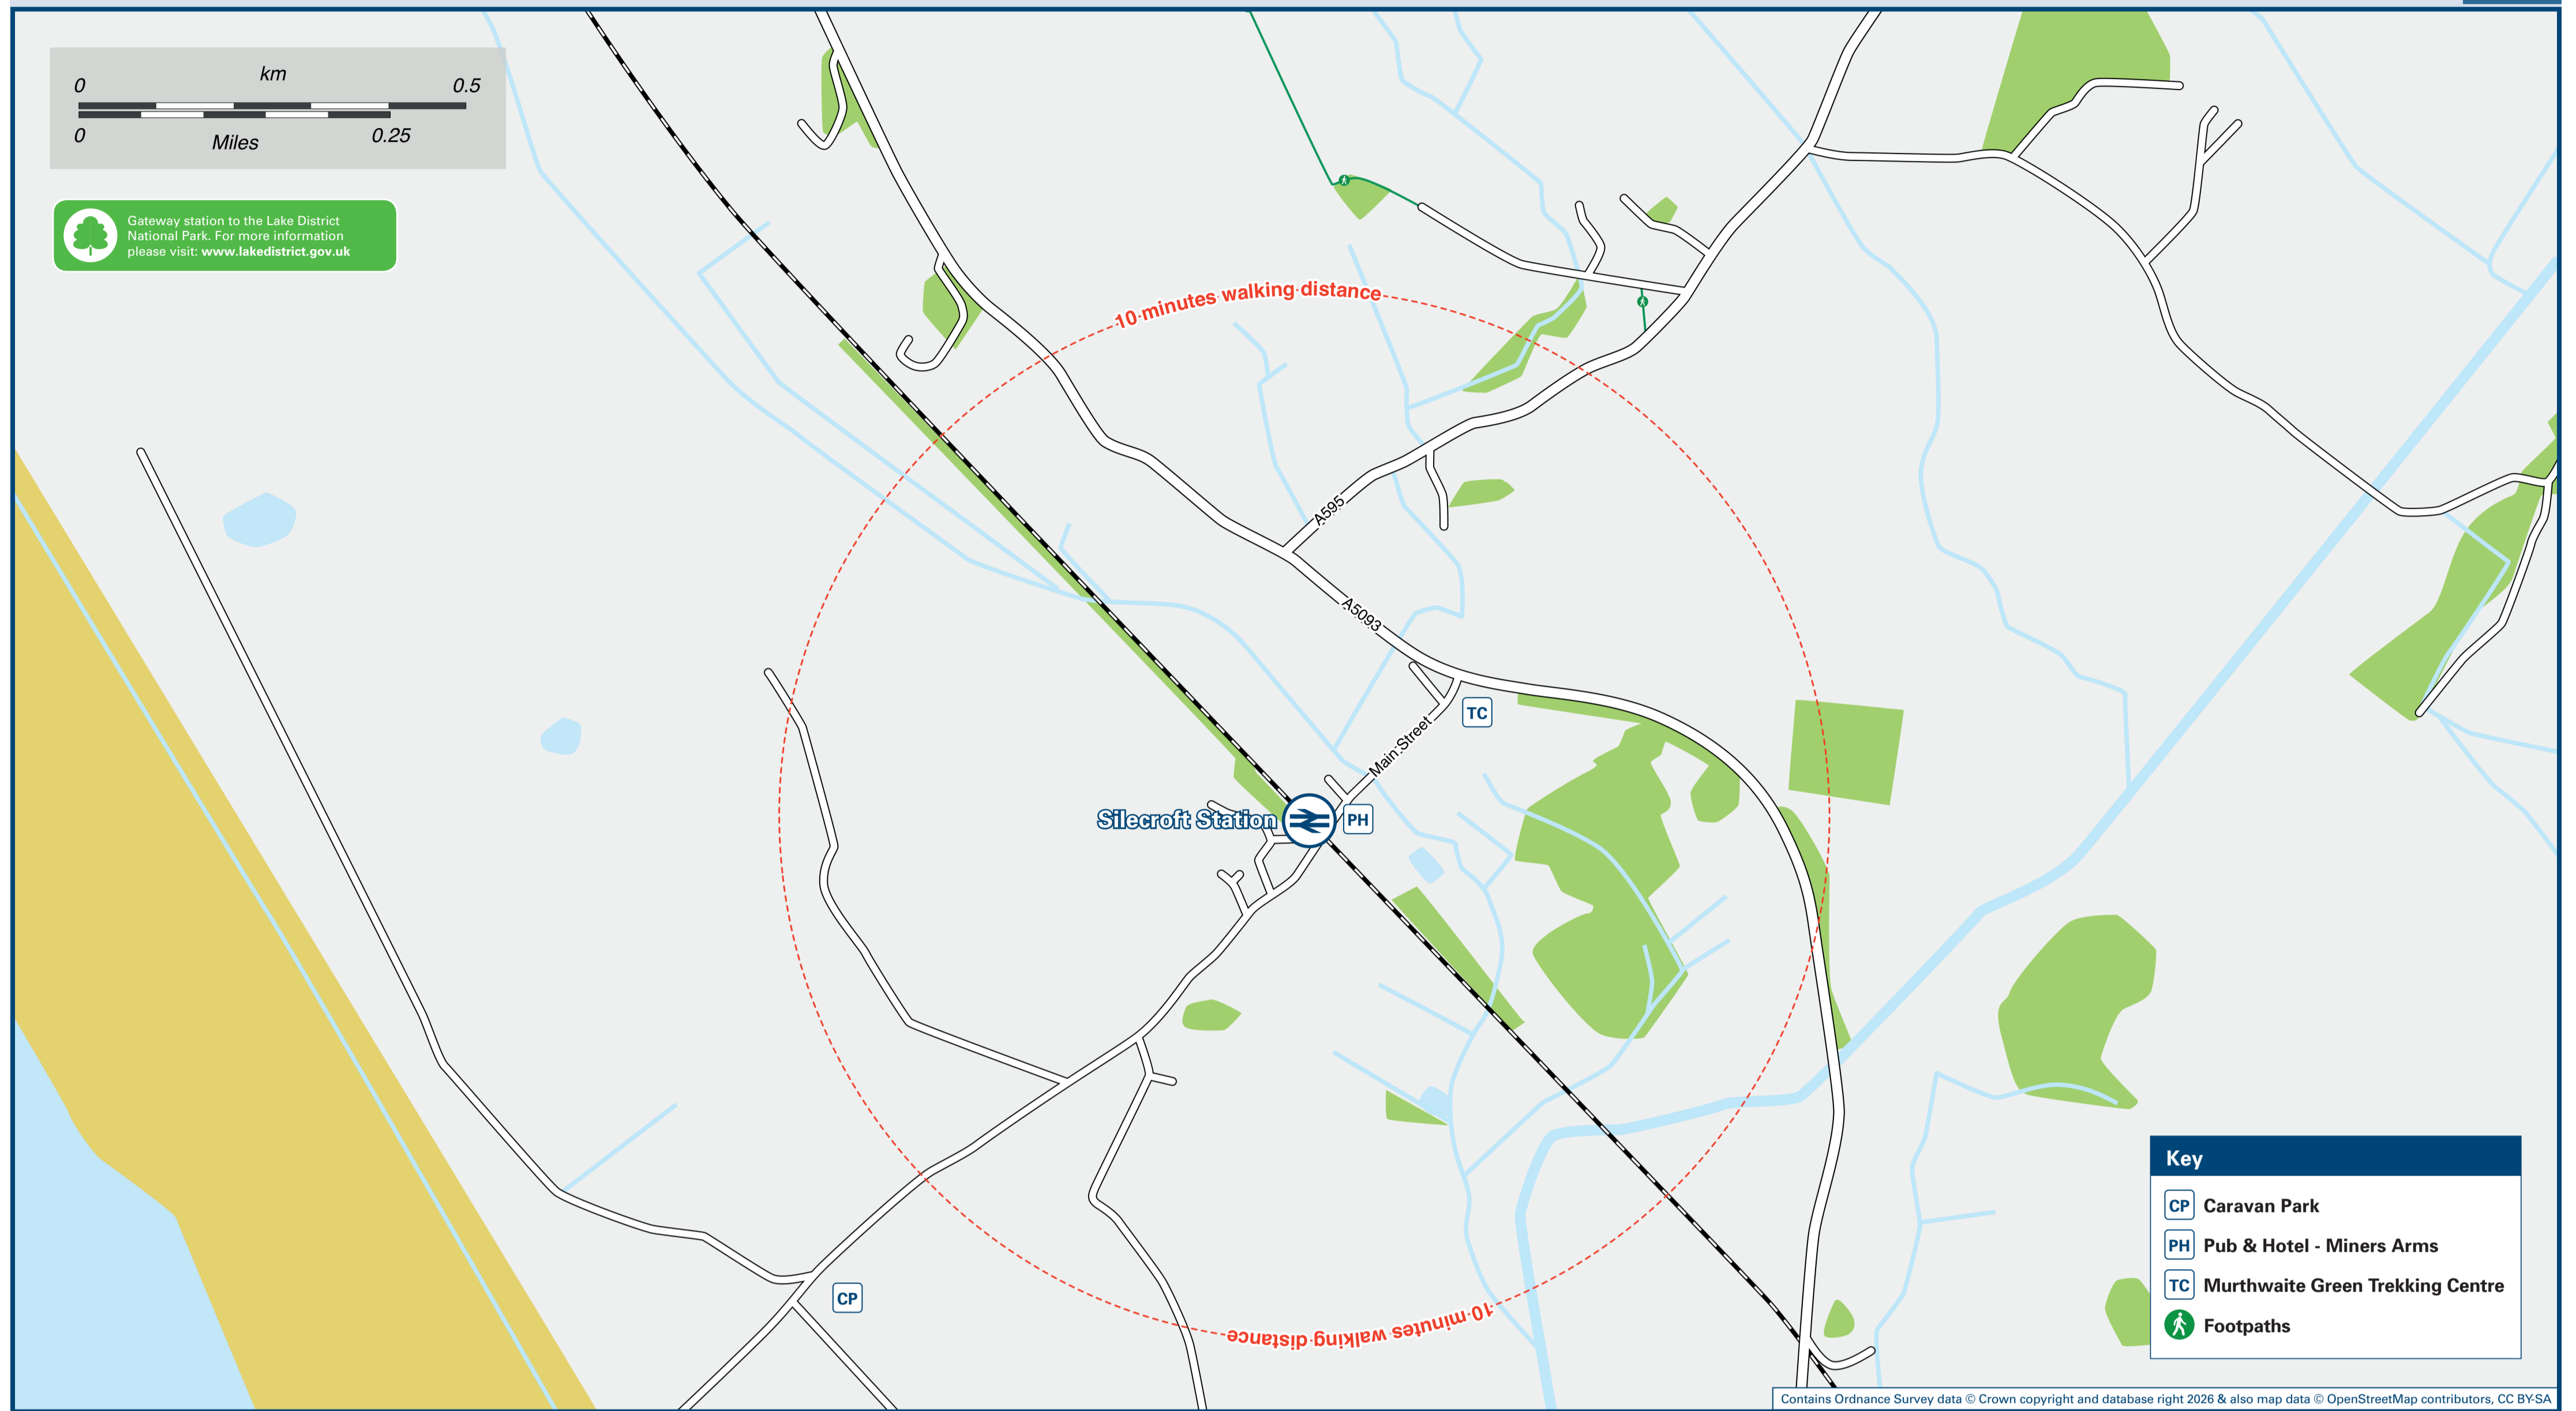 km
0 0.5
0 0.25
Miles
Gateway station to the Lake District
National Park. For more information
please visit: www.lakedistrict.gov.uk
10 minutes walking distance
A595
A5093
TC
Main Street
Silecroft Station
PH
CP
10 minutes walking distance
Key
CP Caravan Park
PH Pub & Hotel - Miners Arms
TC Murthwaite Green Trekking Centre
Footpaths
Contains Ordnance Survey data © Crown copyright and database right 2026 & also map data © OpenStreetMap contributors, CC BY-SA